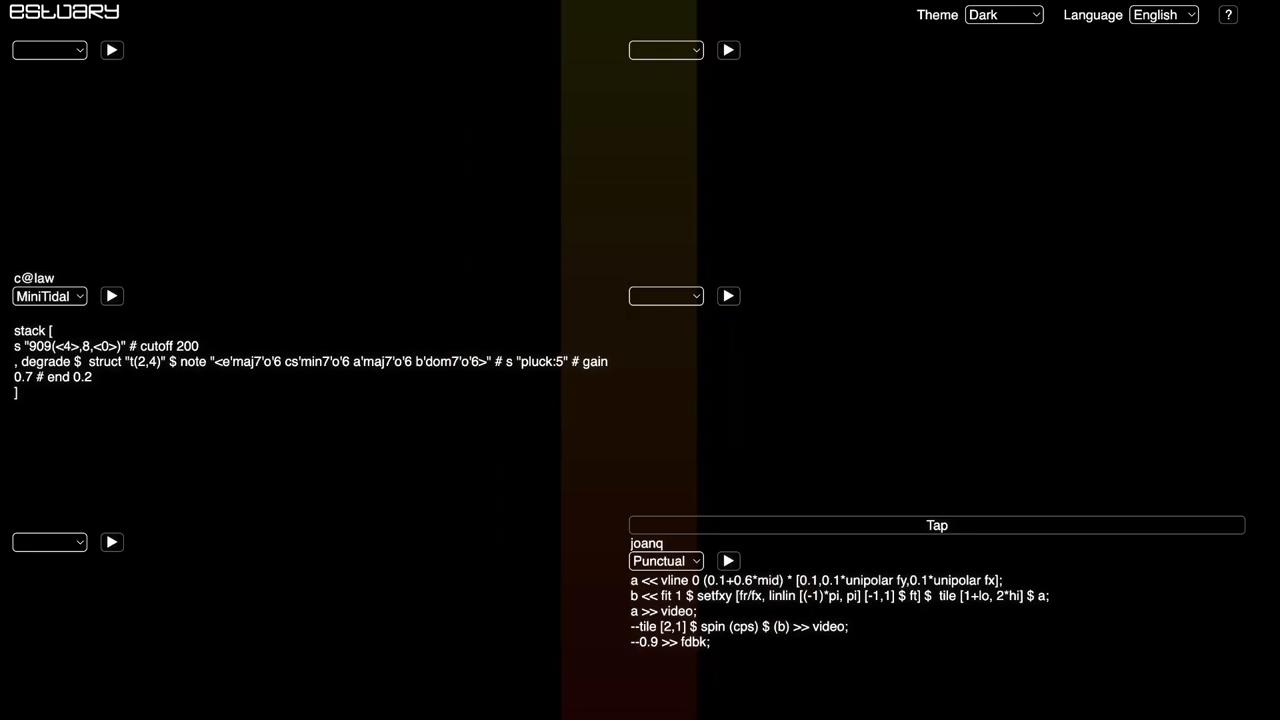 estuary
Theme Dark Language English ?
c@law
MiniTidal
stack [
s "909(<4>,8,<0>)" # cutoff 200
, degrade $  struct "t(2,4)" $ note "<e'maj7'o'6 cs'min7'o'6 a'maj7'o'6 b'dom7'o'6>" # s "pluck:5" # gain
0.7 # end 0.2
]
Tap
joanq
Punctual
a << vline 0 (0.1+0.6*mid) * [0.1,0.1*unipolar fy,0.1*unipolar fx];
b << fit 1 $ setfxy [fr/fx, linlin [(-1)*pi, pi] [-1,1] $ ft] $  tile [1+lo, 2*hi] $ a;
a >> video;
--tile [2,1] $ spin (cps) $ (b) >> video;
--0.9 >> fdbk;